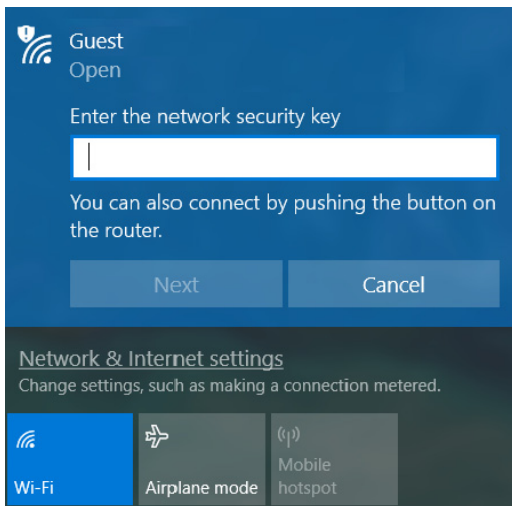 Guest
Open
Enter the network security key
You can also connect by pushing the button on
the router.
Next
Cancel
Network & Internet settings
Change settings, such as making a connection metered.
Wi-Fi
Airplane mode
Mobile
hotspot